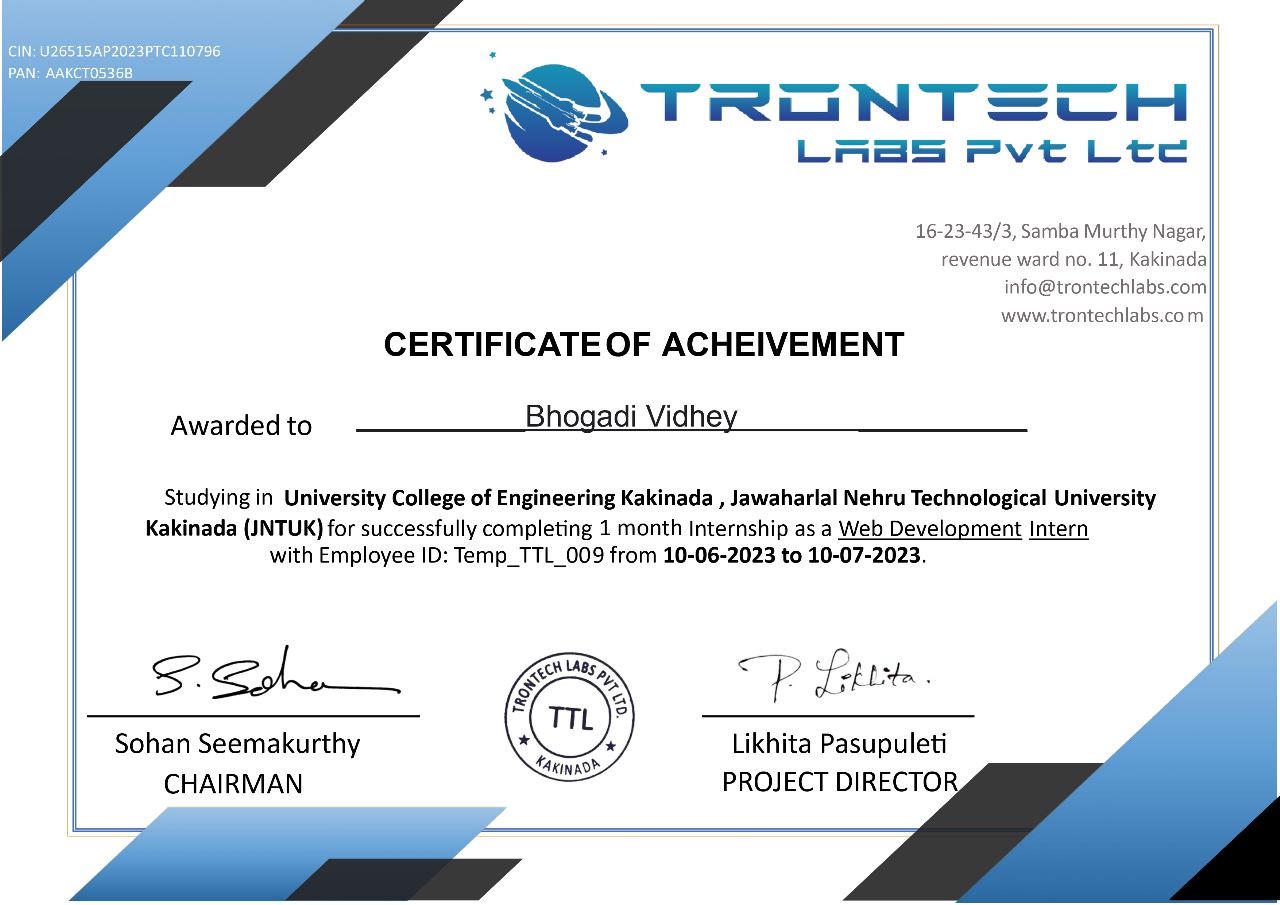 CIN: U26515AP2023PTC110796
PAN: AAKCT0536B
TRONTECH
LABS Pvt Ltd
16-23-43/3, Samba Murthy Nagar,
revenue ward no. 11, Kakinada
info@trontechlabs.com
www.trontechlabs.com
CERTIFICATE OF ACHEIVEMENT
Awarded to Bhogadi Vidhey
Studying in University College of Engineering Kakinada , Jawaharlal Nehru Technological University
Kakinada (JNTUK) for successfully completing 1 month Internship as a Web Development Intern
with Employee ID: Temp_TTL_009 from 10-06-2023 to 10-07-2023.
S. Soha
P. Likhita.
TRONTECH LABS PVT LTD.
TTL
KAKINADA
Sohan Seemakurthy
CHAIRMAN
Likhita Pasupuleti
PROJECT DIRECTOR